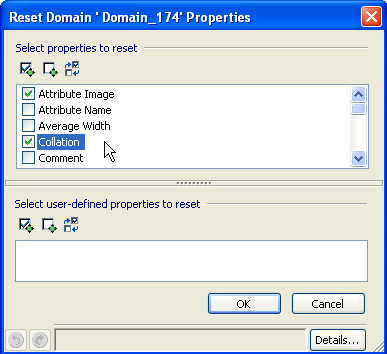 Reset Domain ' Domain_174' Properties
Select properties to reset
Attribute Image
Attribute Name
Average Width
Collation
Comment
Select user-defined properties to reset
OK Cancel
Details...